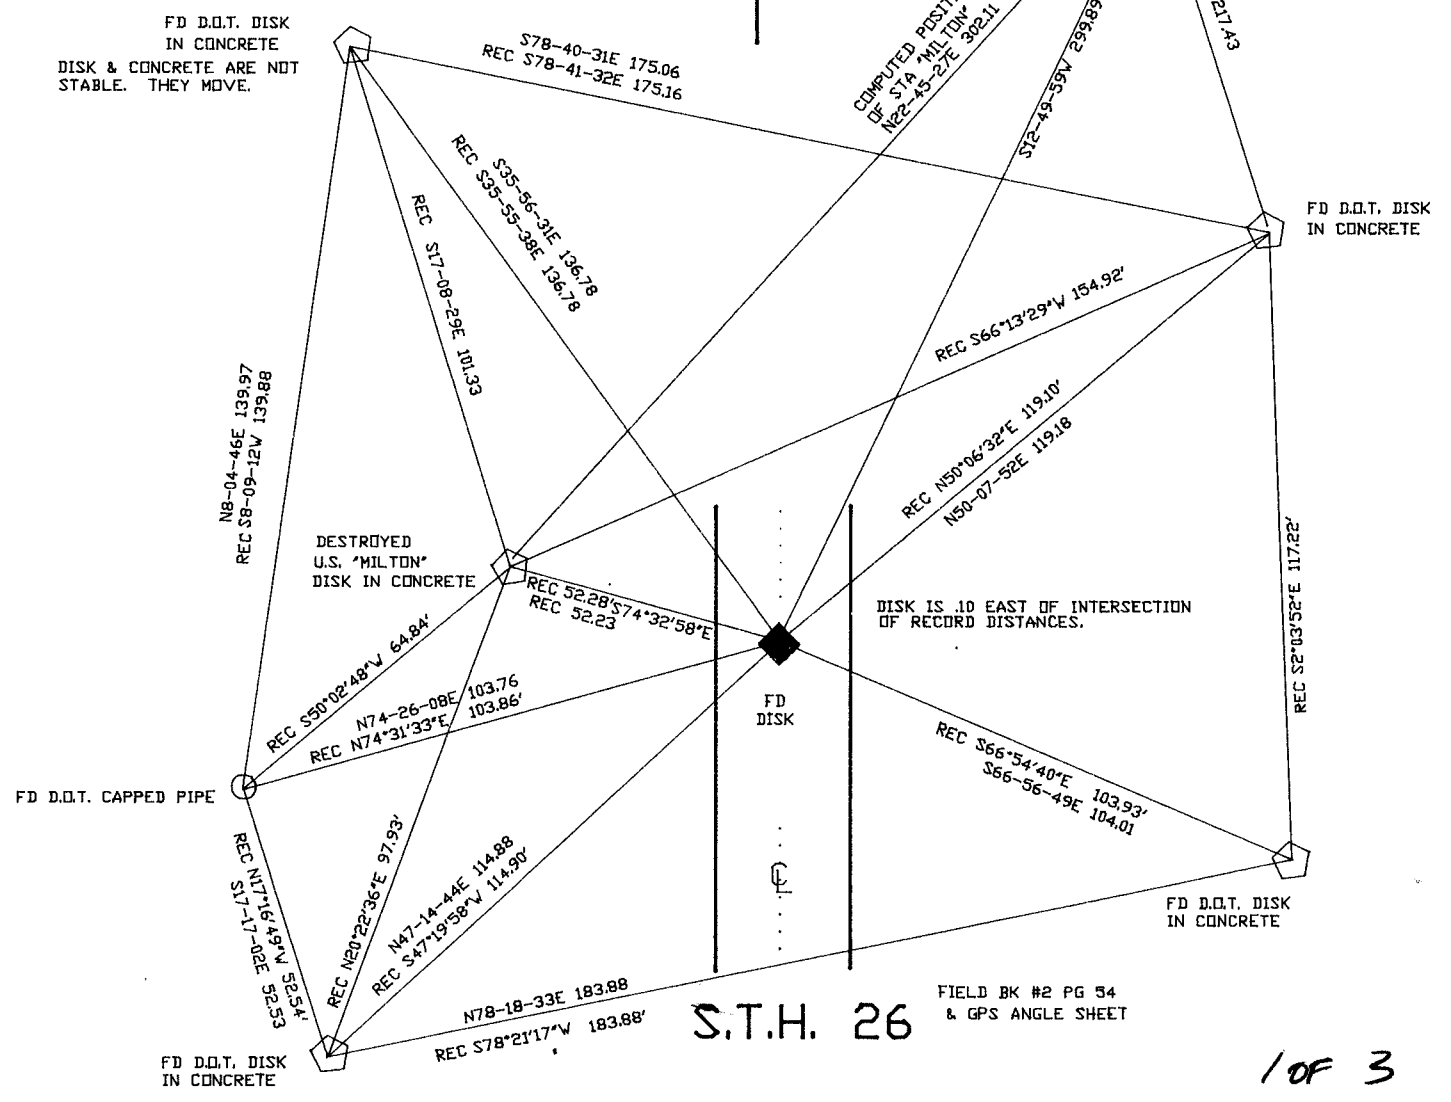 FD D.O.T. DISK
IN CONCRETE
DISK & CONCRETE ARE NOT
STABLE. THEY MOVE.
S78-40-31E 175.06
REC S78-41-32E 175.16
OF STA "MILTON"
N22-45-27E 302.11
S12-49-59W 299.89
217.43
FD D.O.T. DISK
IN CONCRETE
S35-56-31E 136.78
REC S35-55-38E 136.78
REC S17-08-29E 101.33
REC S66°13'29"W 154.92'
REC N50°06'32"E 119.10'
N50-07-52E 119.18
N8-04-46E 139.97
REC S8-09-12W 139.88
DESTROYED
U.S. "MILTON"
DISK IN CONCRETE
REC 52.28' S74°32'58"E
REC 52.23
DISK IS .10 EAST OF INTERSECTION
OF RECORD DISTANCES.
REC S2°03'52"E 117.22'
REC S50°02'48"W 64.84'
N74-26-08E 103.76
REC N74°31'33"E 103.86'
FD
DISK
REC S66°54'40"E 103.93'
S66-56-49E 104.01
FD D.O.T. CAPPED PIPE
REC N17°16'49"W 52.54'
S17-17-02E 52.53
REC N20°22'36"E 97.93'
N47-14-44E 114.88
REC S47°19'58"W 114.90'
CL
FD D.O.T. DISK
IN CONCRETE
N78-18-33E 183.88
REC S78°21'17"W 183.88'
S.T.H. 26
FIELD BK #2 PG 54
& GPS ANGLE SHEET
FD D.O.T. DISK
IN CONCRETE
1 OF 3